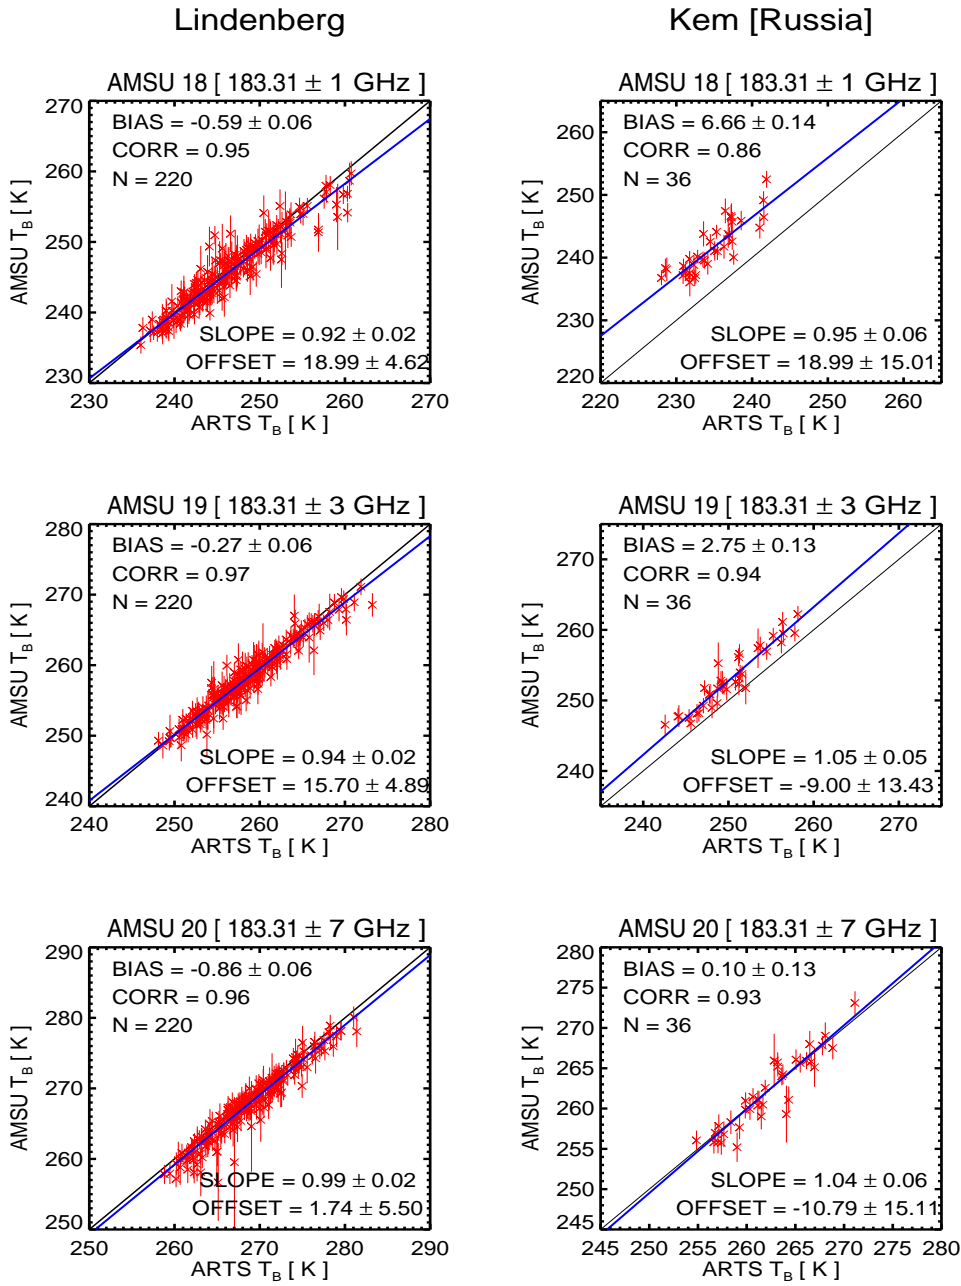 Lindenberg
Kem [Russia]
AMSU 18 [ 183.31 ± 1 GHz ]
BIAS = -0.59 ± 0.06
CORR = 0.95
N = 220
SLOPE = 0.92 ± 0.02
OFFSET = 18.99 ± 4.62
270
260
250
240
230
AMSU T_B [ K ]
230 240 250 260 270
ARTS T_B [ K ]
AMSU 18 [ 183.31 ± 1 GHz ]
BIAS = 6.66 ± 0.14
CORR = 0.86
N = 36
SLOPE = 0.95 ± 0.06
OFFSET = 18.99 ± 15.01
260
250
240
230
220
AMSU T_B [ K ]
220 230 240 250 260
ARTS T_B [ K ]
AMSU 19 [ 183.31 ± 3 GHz ]
BIAS = -0.27 ± 0.06
CORR = 0.97
N = 220
SLOPE = 0.94 ± 0.02
OFFSET = 15.70 ± 4.89
280
270
260
250
240
AMSU T_B [ K ]
240 250 260 270 280
ARTS T_B [ K ]
AMSU 19 [ 183.31 ± 3 GHz ]
BIAS = 2.75 ± 0.13
CORR = 0.94
N = 36
SLOPE = 1.05 ± 0.05
OFFSET = -9.00 ± 13.43
270
260
250
240
AMSU T_B [ K ]
240 250 260 270
ARTS T_B [ K ]
AMSU 20 [ 183.31 ± 7 GHz ]
BIAS = -0.86 ± 0.06
CORR = 0.96
N = 220
SLOPE = 0.99 ± 0.02
OFFSET = 1.74 ± 5.50
290
280
270
260
250
AMSU T_B [ K ]
250 260 270 280 290
ARTS T_B [ K ]
AMSU 20 [ 183.31 ± 7 GHz ]
BIAS = 0.10 ± 0.13
CORR = 0.93
N = 36
SLOPE = 1.04 ± 0.06
OFFSET = -10.79 ± 15.11
280
275
270
265
260
255
250
245
AMSU T_B [ K ]
245 250 255 260 265 270 275 280
ARTS T_B [ K ]